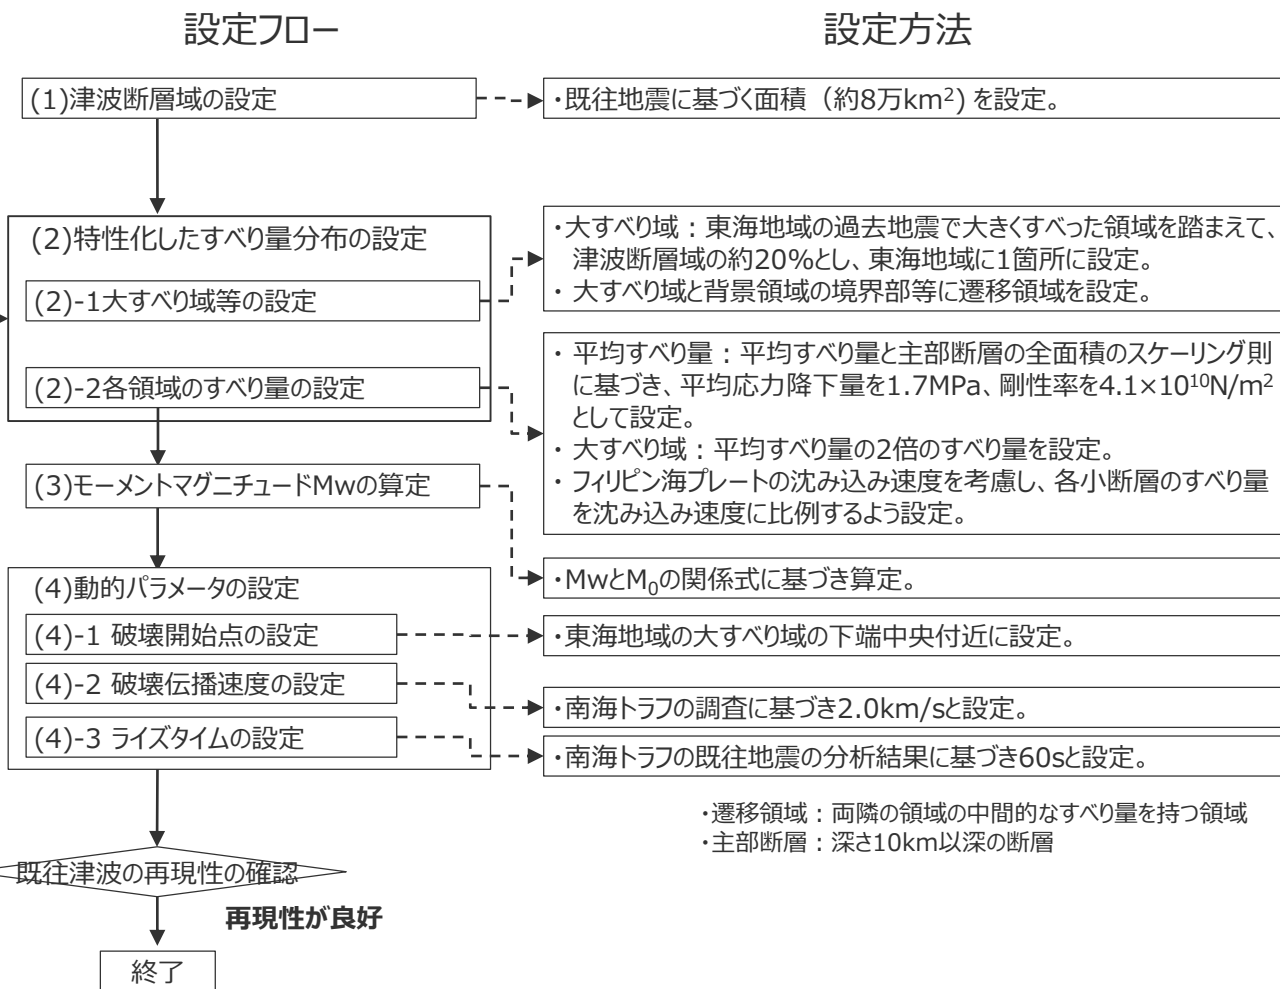 設定フロー
設定方法
(1)津波断層域の設定
・既往地震に基づく面積（約8万km²) を設定。
(2)特性化したすべり量分布の設定
(2)-1大すべり域等の設定
・大すべり域：東海地域の過去地震で大きくすべった領域を踏まえて、
津波断層域の約20%とし、東海地域に1箇所に設定。
・ 大すべり域と背景領域の境界部等に遷移領域を設定。
(2)-2各領域のすべり量の設定
・ 平均すべり量：平均すべり量と主部断層の全面積のスケーリング則
に基づき、平均応力降下量を1.7MPa、剛性率を4.1×10¹⁰N/m²
として設定。
・ 大すべり域：平均すべり量の2倍のすべり量を設定。
・ フィリピン海プレートの沈み込み速度を考慮し、各小断層のすべり量
を沈み込み速度に比例するよう設定。
(3)モーメントマグニチュードMwの算定
・MwとM₀の関係式に基づき算定。
(4)動的パラメータの設定
(4)-1 破壊開始点の設定
・東海地域の大すべり域の下端中央付近に設定。
(4)-2 破壊伝播速度の設定
・南海トラフの調査に基づき2.0km/sと設定。
(4)-3 ライズタイムの設定
・南海トラフの既往地震の分析結果に基づき60sと設定。
・遷移領域：両隣の領域の中間的なすべり量を持つ領域
・主部断層：深さ10km以深の断層
既往津波の再現性の確認
再現性が良好
終了